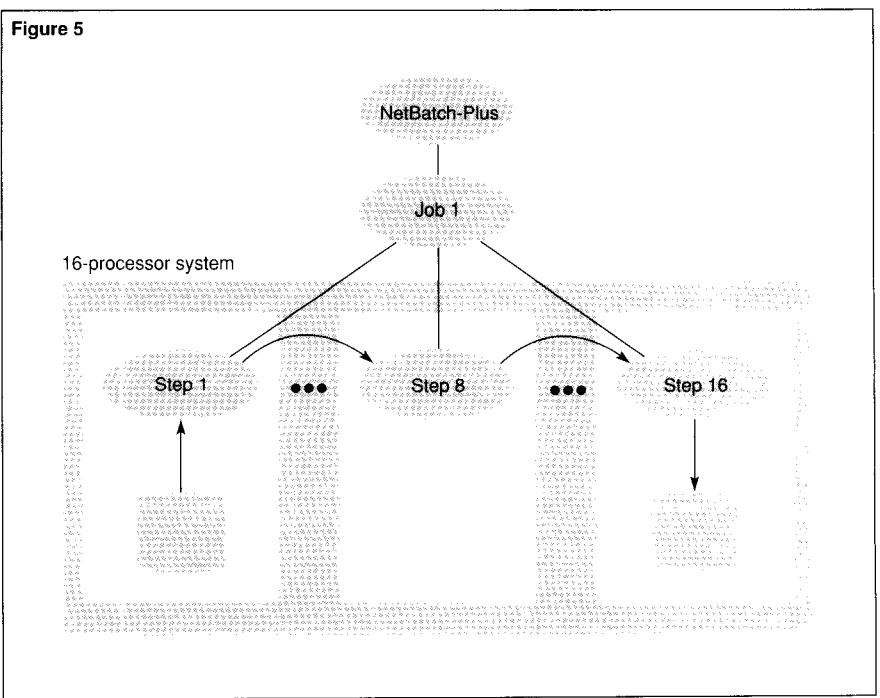 Figure 5
NetBatch-Plus
Job 1
16-processor system
Step 1
Step 8
Step 16